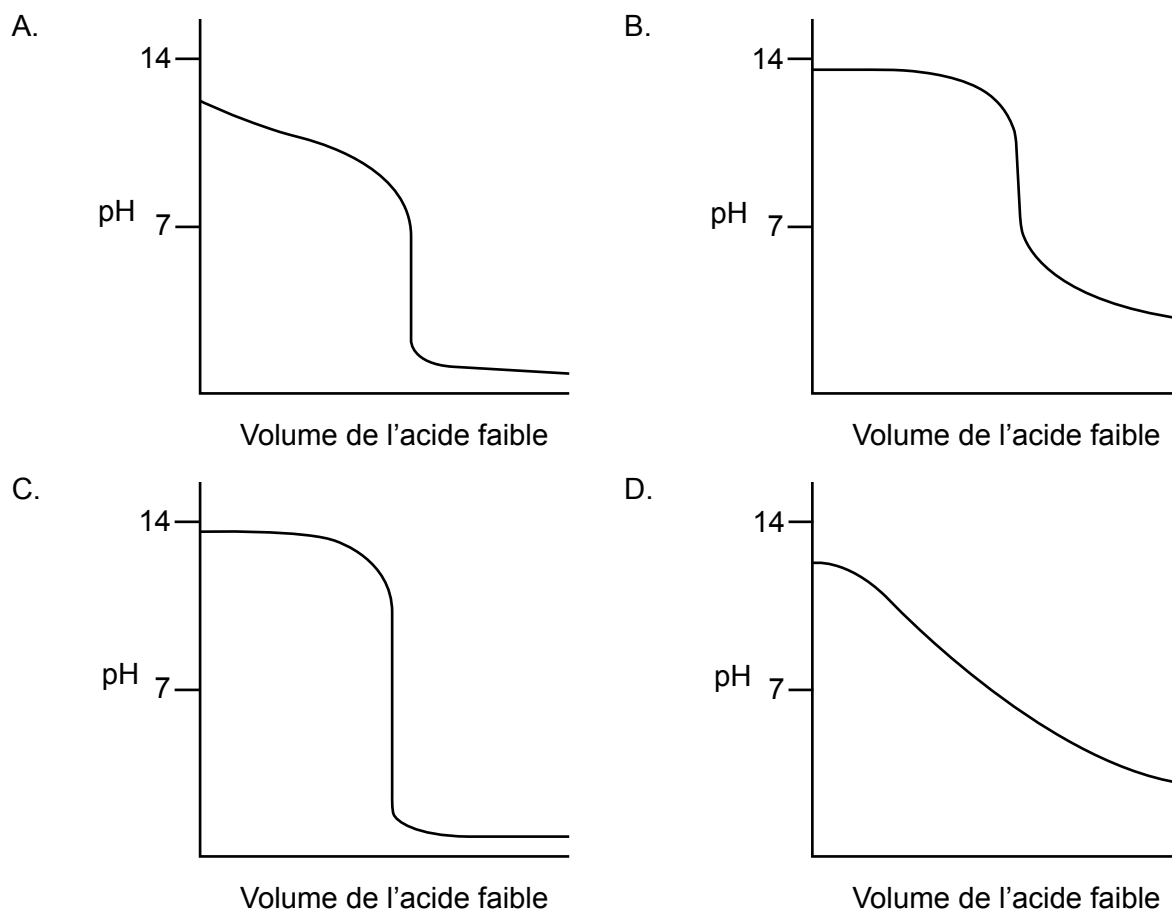 A.
14
pH 7
Volume de l’acide faible
B.
14
pH 7
Volume de l’acide faible
C.
14
pH 7
Volume de l’acide faible
D.
14
pH 7
Volume de l’acide faible